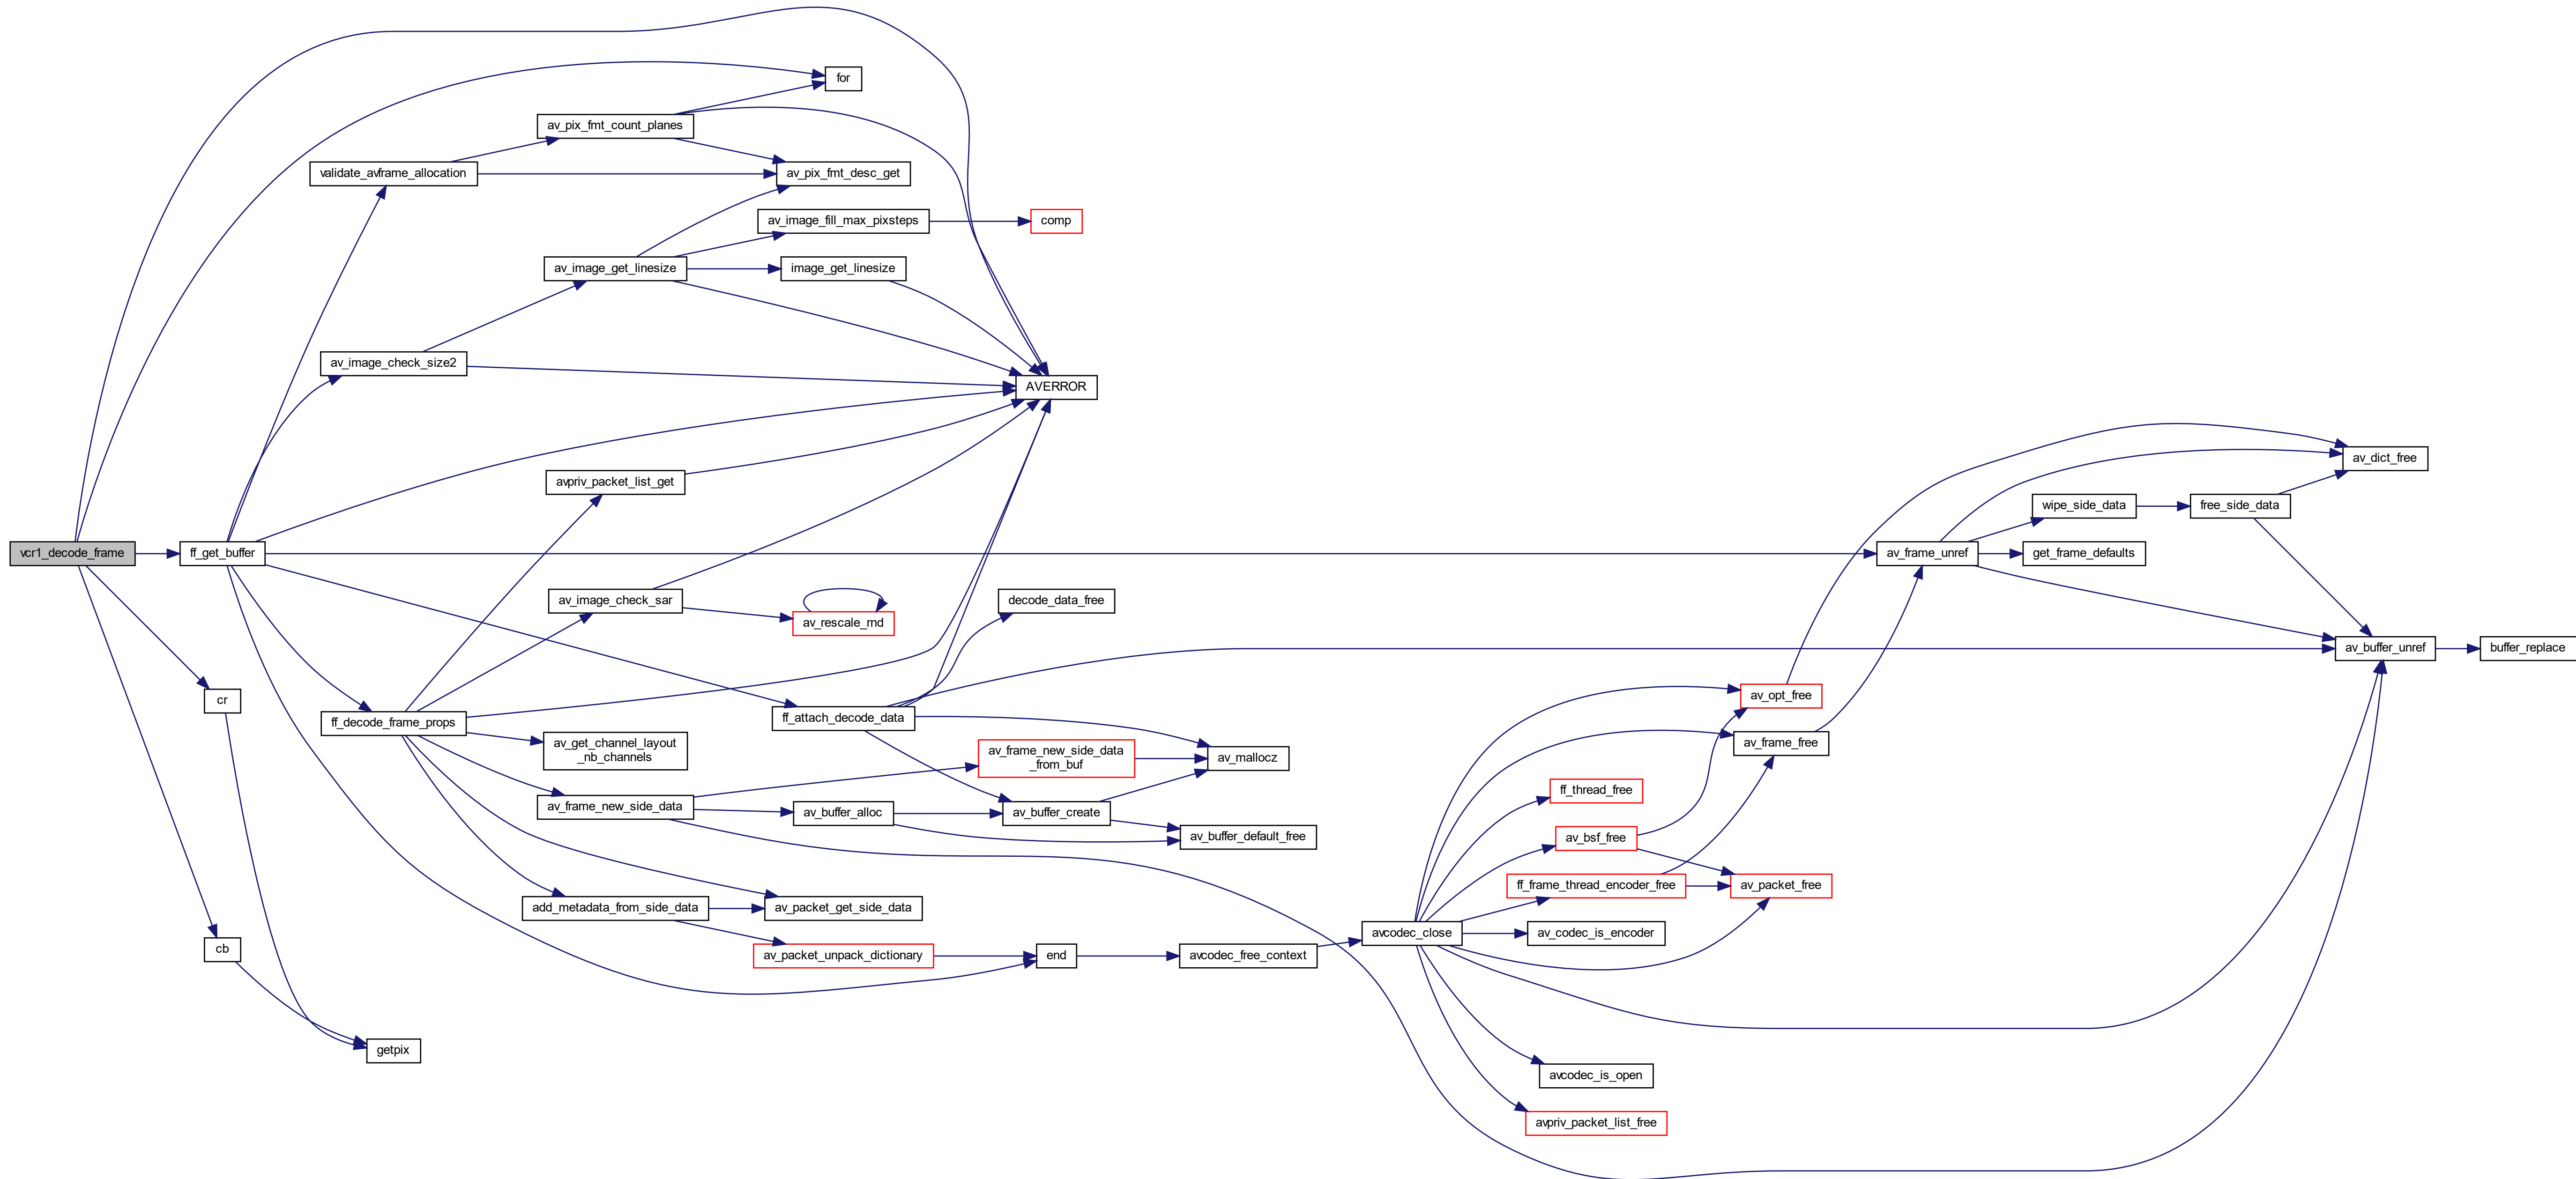 for
av_pix_fmt_count_planes
validate_avframe_allocation
av_pix_fmt_desc_get
av_image_fill_max_pixsteps
comp
av_image_get_linesize
image_get_linesize
av_image_check_size2
AVERROR
avpriv_packet_list_get
av_dict_free
wipe_side_data
free_side_data
vcr1_decode_frame
ff_get_buffer
av_frame_unref
get_frame_defaults
av_image_check_sar
decode_data_free
av_rescale_rnd
av_buffer_unref
buffer_replace
cr
av_opt_free
ff_decode_frame_props
ff_attach_decode_data
av_get_channel_layout
_nb_channels
av_frame_new_side_data
_from_buf
av_mallocz
av_frame_free
ff_thread_free
av_frame_new_side_data
av_buffer_alloc
av_buffer_create
av_buffer_default_free
av_bsf_free
ff_frame_thread_encoder_free
av_packet_free
add_metadata_from_side_data
av_packet_get_side_data
avcodec_close
av_codec_is_encoder
cb
av_packet_unpack_dictionary
end
avcodec_free_context
getpix
avcodec_is_open
avpriv_packet_list_free